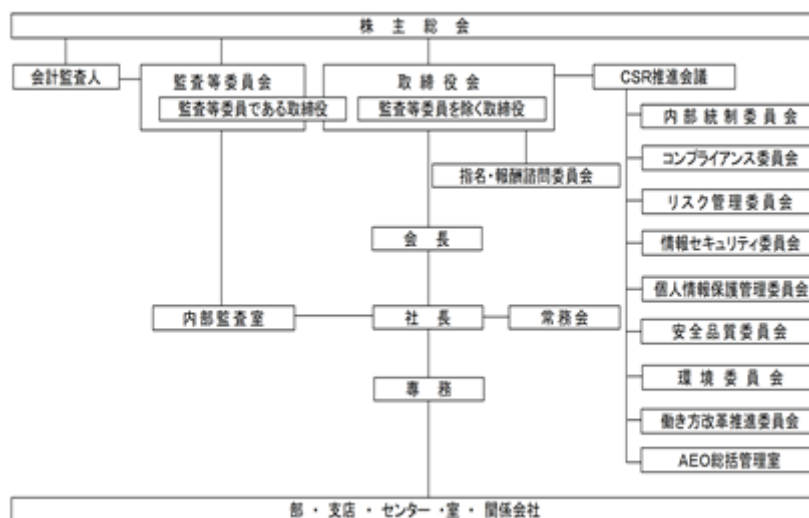 株主総会
会計監査人
監査等委員会
取締役会
CSR推進会議
監査等委員である取締役
監査等委員を除く取締役
内部統制委員会
コンプライアンス委員会
指名・報酬諮問委員会
リスク管理委員会
会長
情報セキュリティ委員会
個人情報保護管理委員会
内部監査室
社長
常務会
安全品質委員会
環境委員会
専務
働き方改革推進委員会
AEO総括管理室
部・支店・センター・室・関係会社